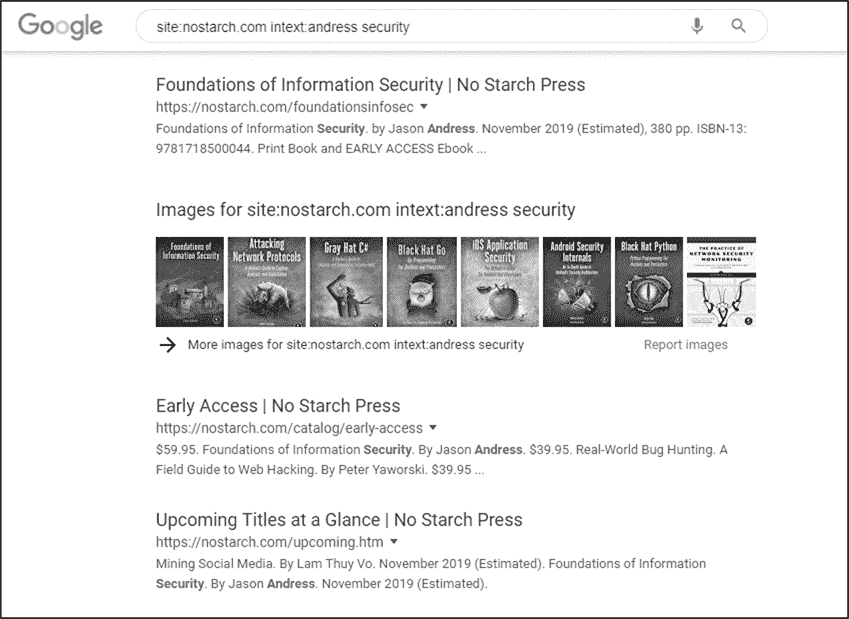 Google
site:nostarch.com intext:andress security
Foundations of Information Security | No Starch Press
https://nostarch.com/foundationsinfosec
Foundations of Information Security. by Jason Andress. November 2019 (Estimated), 380 pp. ISBN-13:
9781718500044. Print Book and EARLY ACCESS Ebook ...
Images for site:nostarch.com intext:andress security
Foundations of
Information Security
Attacking
Network Protocols
Gray Hat C#
Black Hat Go
iOS Application
Security
Android Security
Internals
Black Hat Python
THE PRACTICE OF
NETWORK SECURITY
MONITORING
More images for site:nostarch.com intext:andress security
Report images
Early Access | No Starch Press
https://nostarch.com/catalog/early-access
$59.95. Foundations of Information Security. By Jason Andress. $39.95. Real-World Bug Hunting. A
Field Guide to Web Hacking. By Peter Yaworski. $39.95 ...
Upcoming Titles at a Glance | No Starch Press
https://nostarch.com/upcoming.htm
Mining Social Media. By Lam Thuy Vo. November 2019 (Estimated). Foundations of Information
Security. By Jason Andress. November 2019 (Estimated).